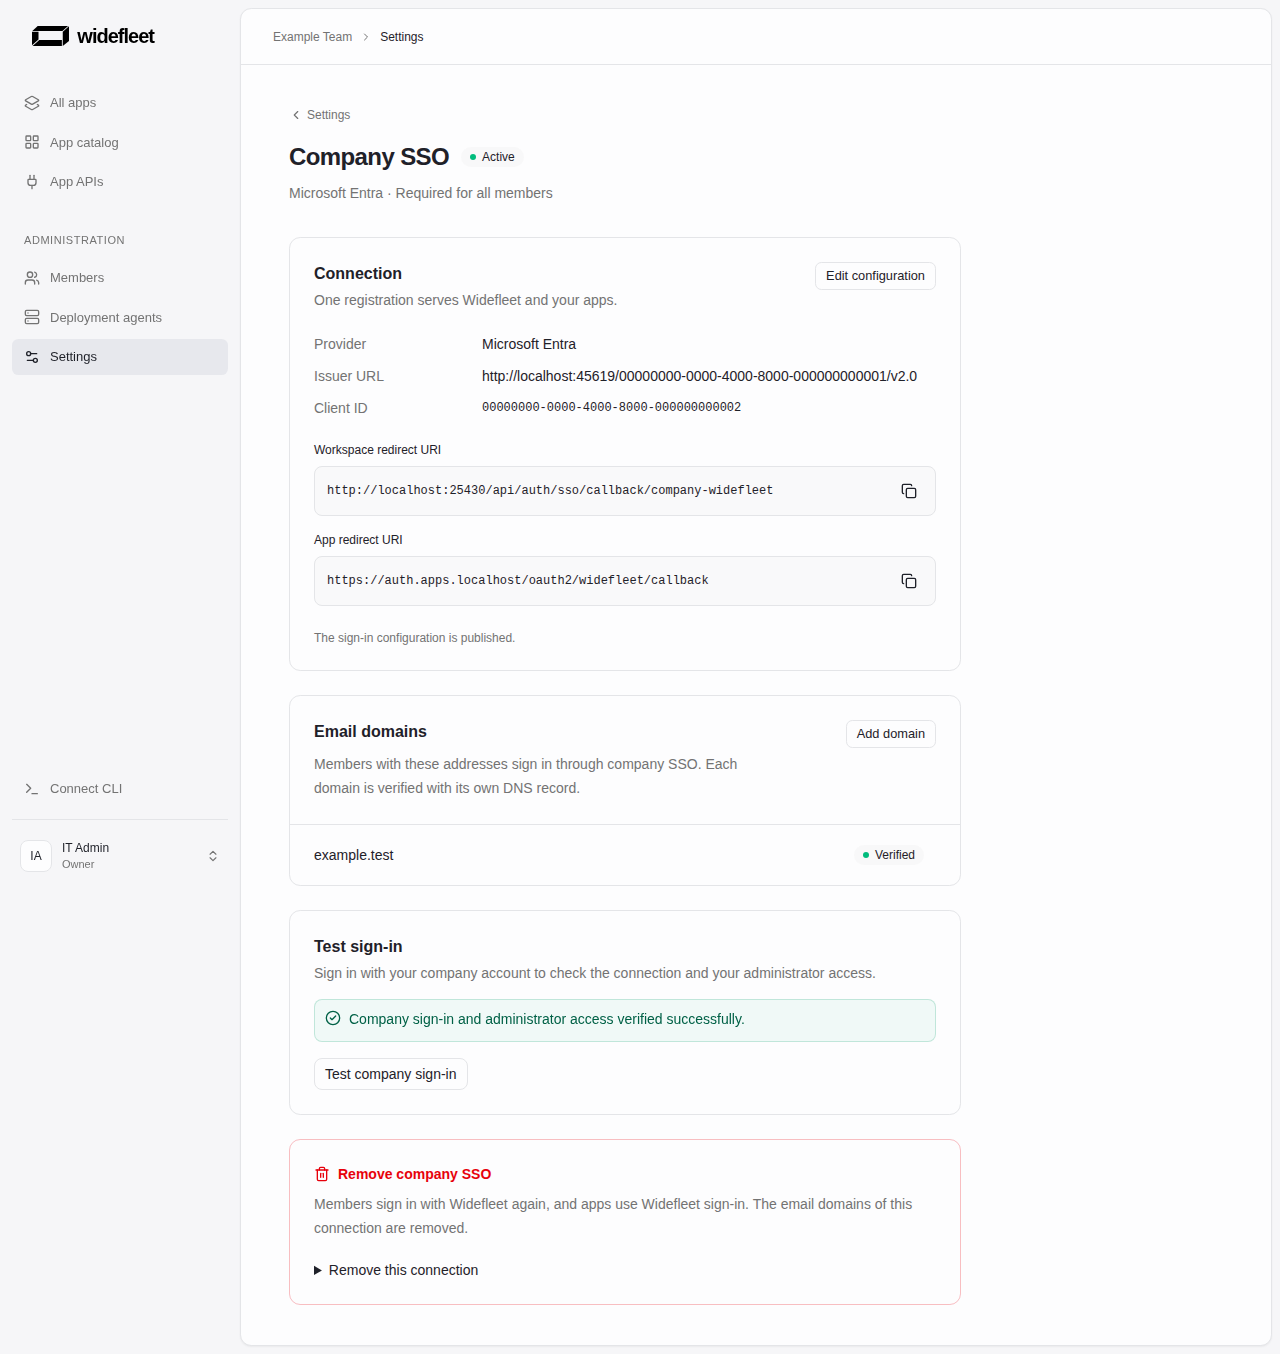 widefleet
All apps
App catalog
App APIs
ADMINISTRATION
Members
Deployment agents
Settings
Connect CLI
IA
IT Admin
Owner
Example Team
Settings
Settings
Company SSO
Active
Microsoft Entra · Required for all members
Connection
Edit configuration
One registration serves Widefleet and your apps.
Provider
Microsoft Entra
Issuer URL
http://localhost:45619/00000000-0000-4000-8000-000000000001/v2.0
Client ID
00000000-0000-4000-8000-000000000002
Workspace redirect URI
http://localhost:25430/api/auth/sso/callback/company-widefleet
App redirect URI
https://auth.apps.localhost/oauth2/widefleet/callback
The sign-in configuration is published.
Email domains
Add domain
Members with these addresses sign in through company SSO. Each
domain is verified with its own DNS record.
example.test
Verified
Test sign-in
Sign in with your company account to check the connection and your administrator access.
Company sign-in and administrator access verified successfully.
Test company sign-in
Remove company SSO
Members sign in with Widefleet again, and apps use Widefleet sign-in. The email domains of this
connection are removed.
Remove this connection